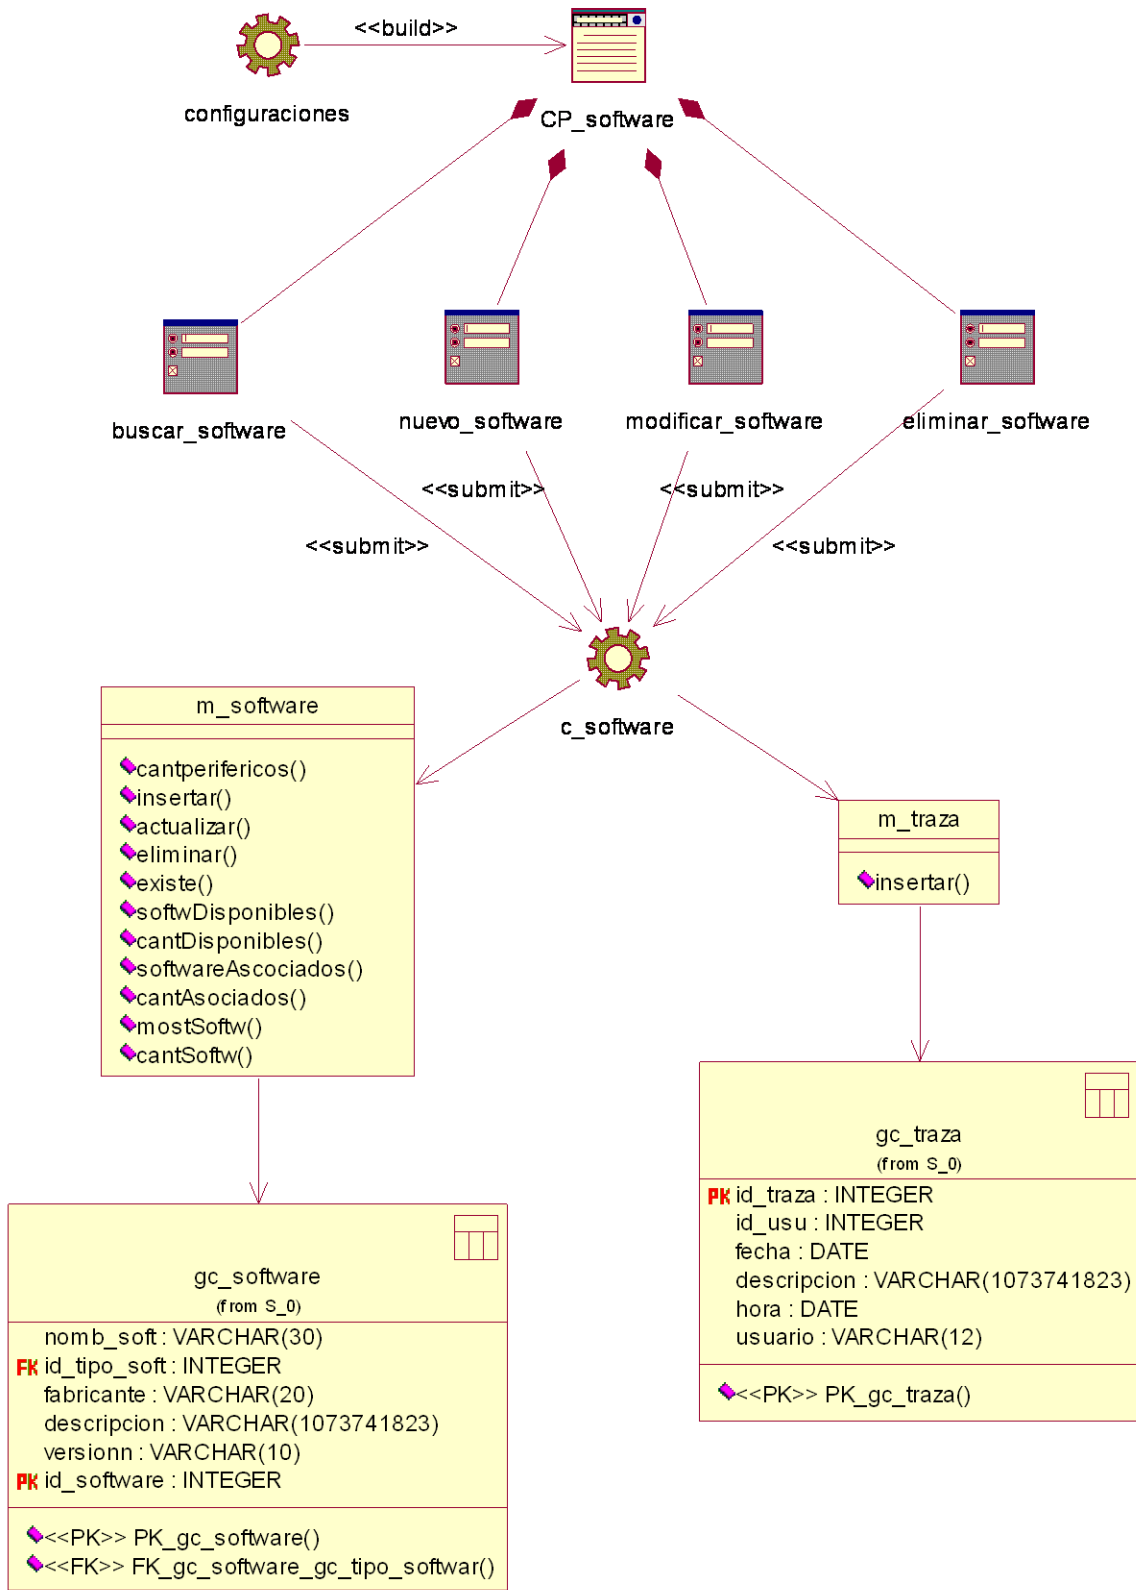 <<build>>
configuraciones
CP_software
buscar_software
nuevo_software
modificar_software
eliminar_software
<<submit>>
<<submit>>
<<submit>>
<<submit>>
c_software
m_software
cantperifericos()
insertar()
actualizar()
eliminar()
existe()
softwDisponibles()
cantDisponibles()
softwareAscociados()
cantAsociados()
mostSoftw()
cantSoftw()
m_traza
insertar()
gc_traza
(from S_0)
PK id_traza : INTEGER
id_usu : INTEGER
fecha : DATE
descripcion : VARCHAR(1073741823)
hora : DATE
usuario : VARCHAR(12)
<<PK>> PK_gc_traza()
gc_software
(from S_0)
nomb_soft : VARCHAR(30)
FK id_tipo_soft : INTEGER
fabricante : VARCHAR(20)
descripcion : VARCHAR(1073741823)
versionn : VARCHAR(10)
PK id_software : INTEGER
<<PK>> PK_gc_software()
<<FK>> FK_gc_software_gc_tipo_softwar()